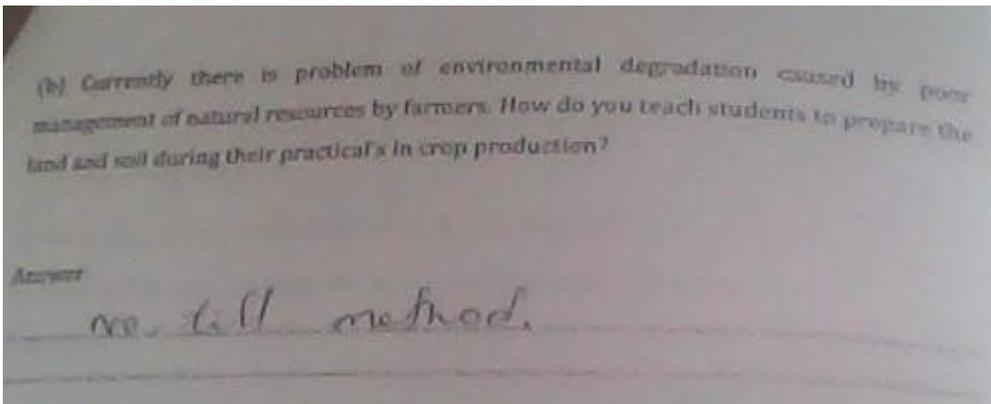 (b) Currently there is problem of environmental degradation caused by poor
management of natural resources by farmers. How do you teach students to prepare the
land and soil during their practical's in crop production?
Answer
no. till method.